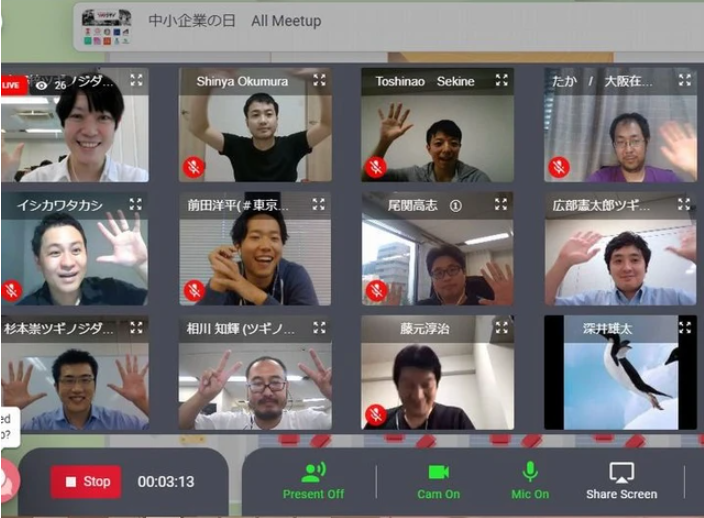 中小企業の日 All Meetup
LIVE 26 ノジダ...
Shinya Okumura
Toshinao Sekine
たか / 大阪在...
イシカワタカシ
前田洋平(#東京...
尾関高志 ①
広部憲太郎ツギ...
杉本崇ツギノジダ...
相川 知輝 (ツギノ...
藤元淳治
深井雄太
ed
o?
Stop
00:03:13
Present Off
Cam On
Mic On
Share Screen